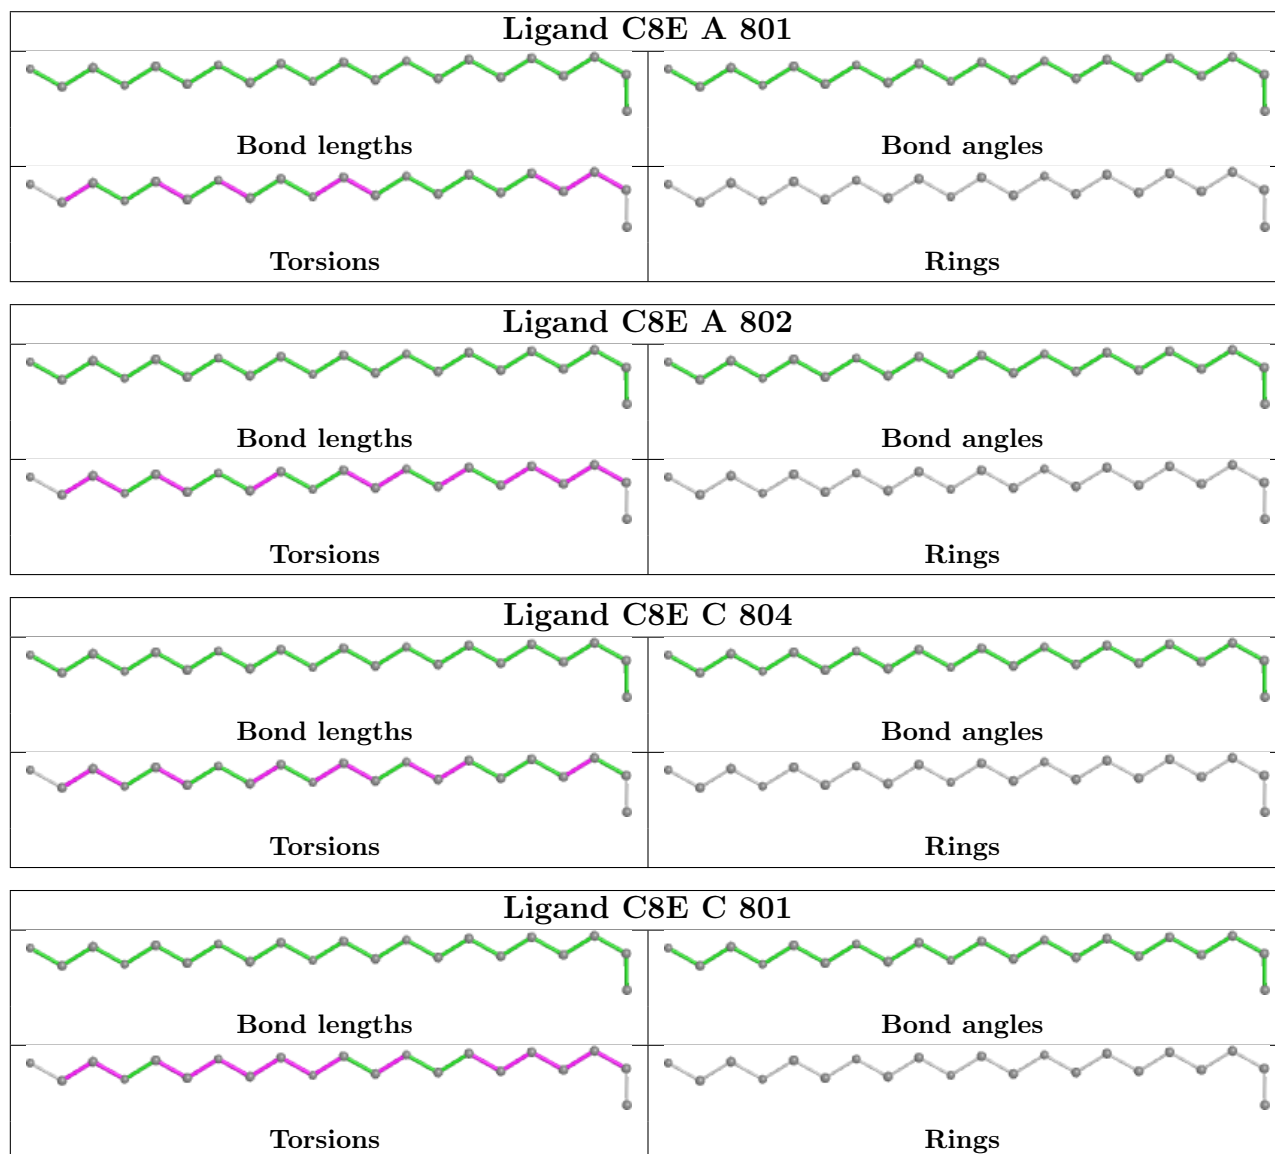 Ligand C8E A 801
Bond lengths Bond angles
Torsions Rings
Ligand C8E A 802
Bond lengths Bond angles
Torsions Rings
Ligand C8E C 804
Bond lengths Bond angles
Torsions Rings
Ligand C8E C 801
Bond lengths Bond angles
Torsions Rings